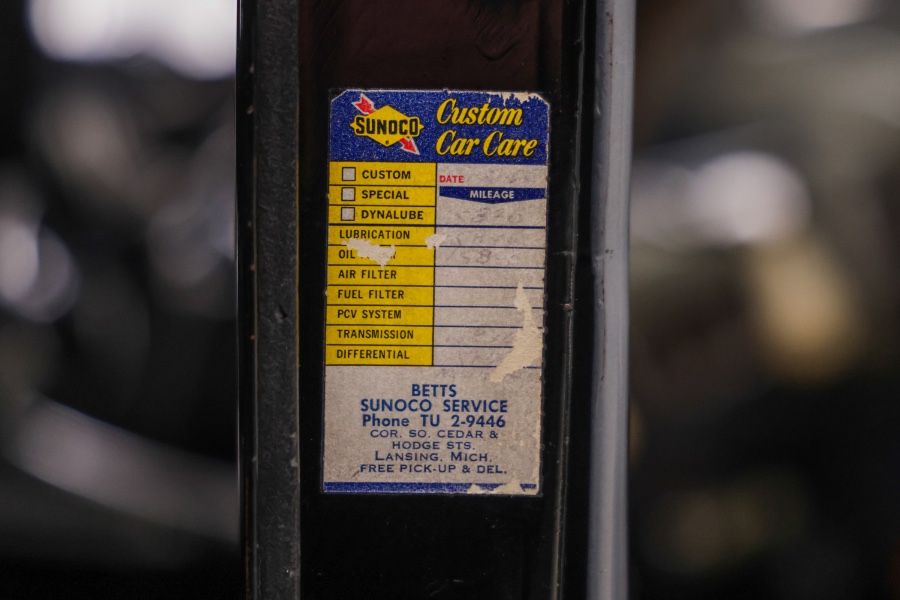 SUNOCO
Custom
Car Care
CUSTOM
DATE
SPECIAL
MILEAGE
DYNALUBE
LUBRICATION
OIL
AIR FILTER
FUEL FILTER
PCV SYSTEM
TRANSMISSION
DIFFERENTIAL
BETTS
SUNOCO SERVICE
Phone TU 2-9446
COR. SO. CEDAR &
HODGE STS.
LANSING, MICH.
FREE PICK-UP & DEL.